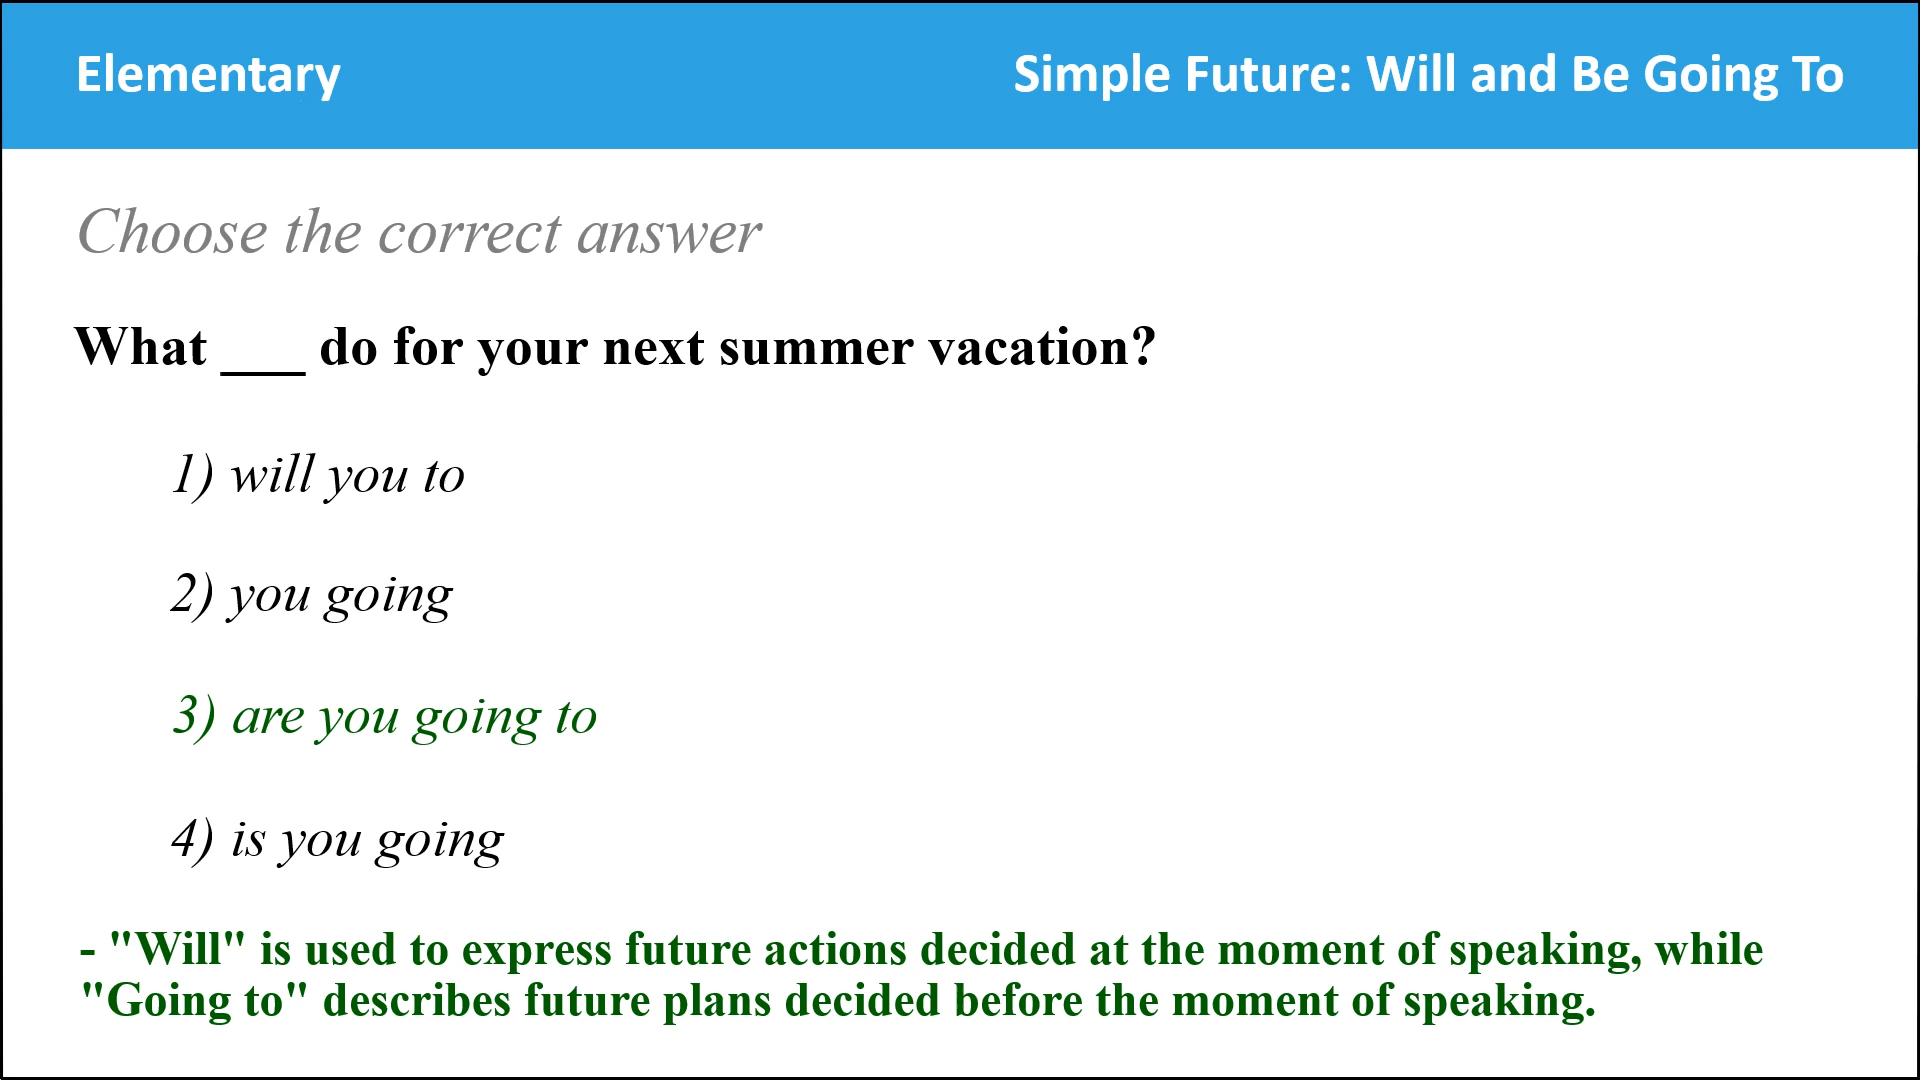 Elementary
Simple Future: Will and Be Going To
Choose the correct answer
What ___ do for your next summer vacation?
1) will you to
2) you going
3) are you going to
4) is you going
- "Will" is used to express future actions decided at the moment of speaking, while
"Going to" describes future plans decided before the moment of speaking.